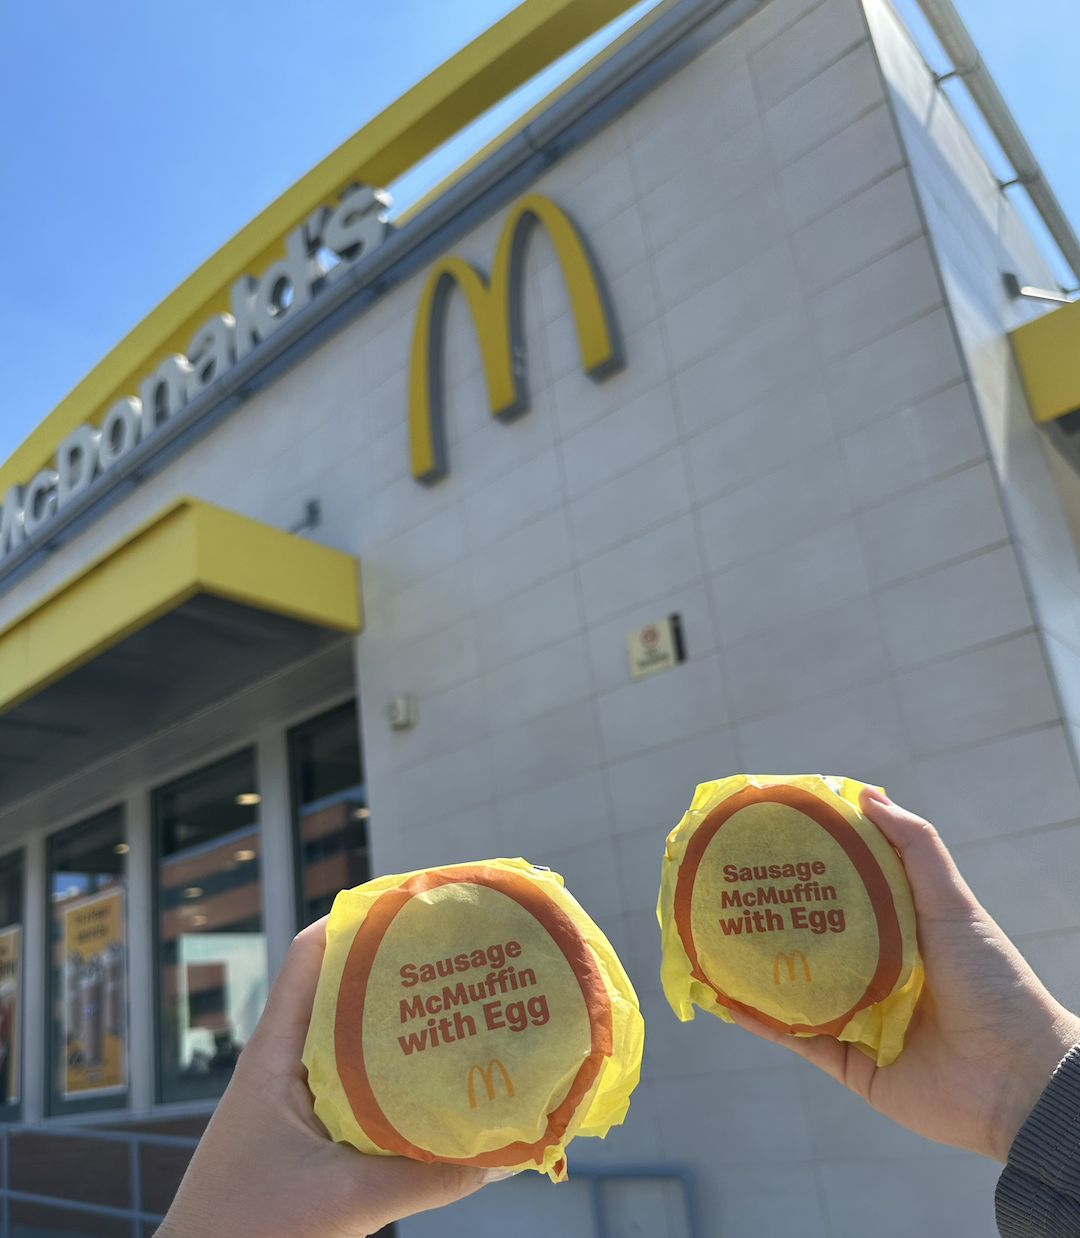 McDonald's
Sausage
McMuffin
with Egg
Sausage
McMuffin
with Egg